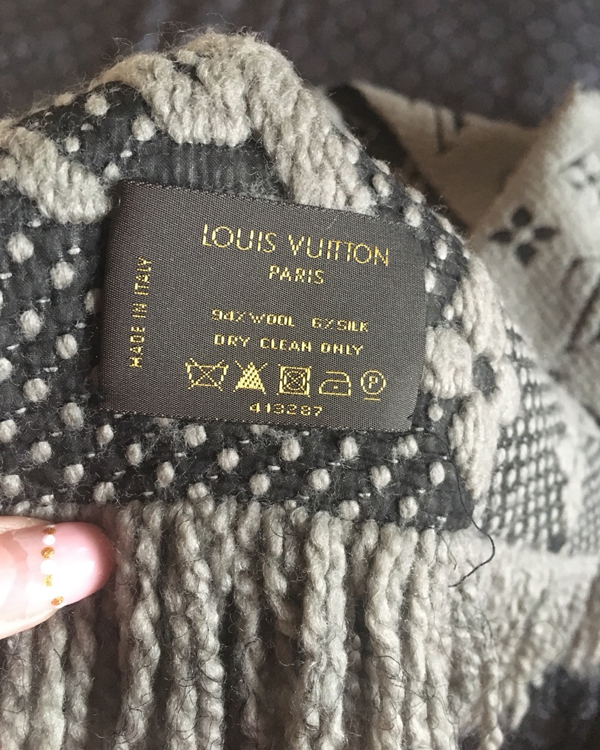 LOUIS VUITTON
PARIS
MADE IN ITALY
94% WOOL 6% SILK
DRY CLEAN ONLY
P
413287